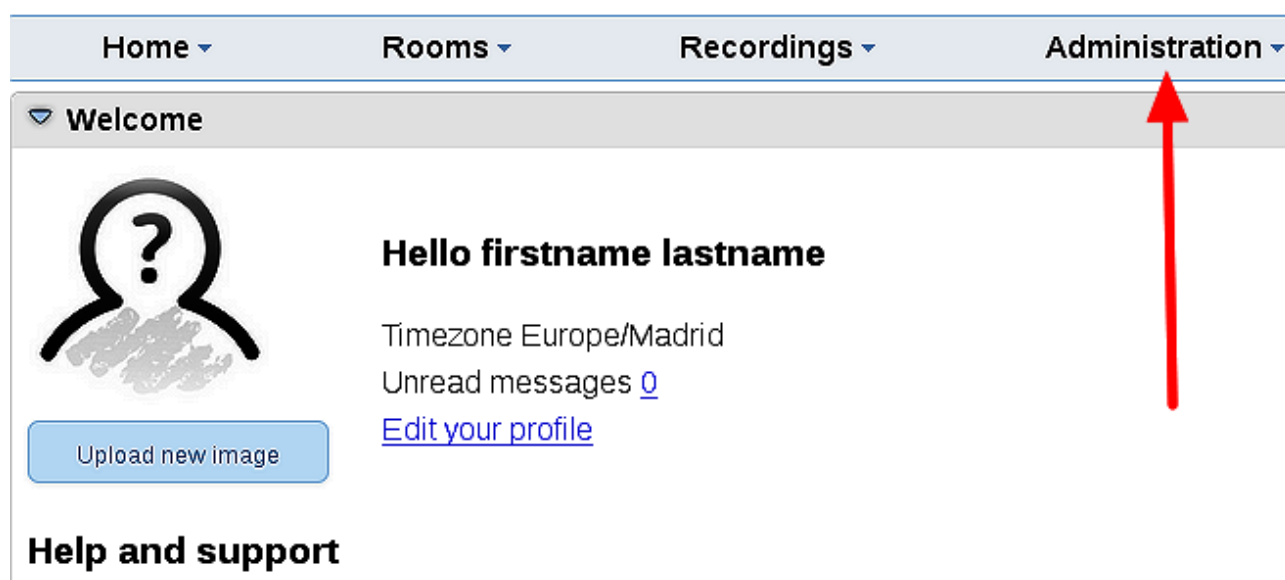 Home Rooms Recordings Administration
Welcome
?
Hello firstname lastname
Timezone Europe/Madrid
Unread messages 0
Edit your profile
Upload new image
Help and support